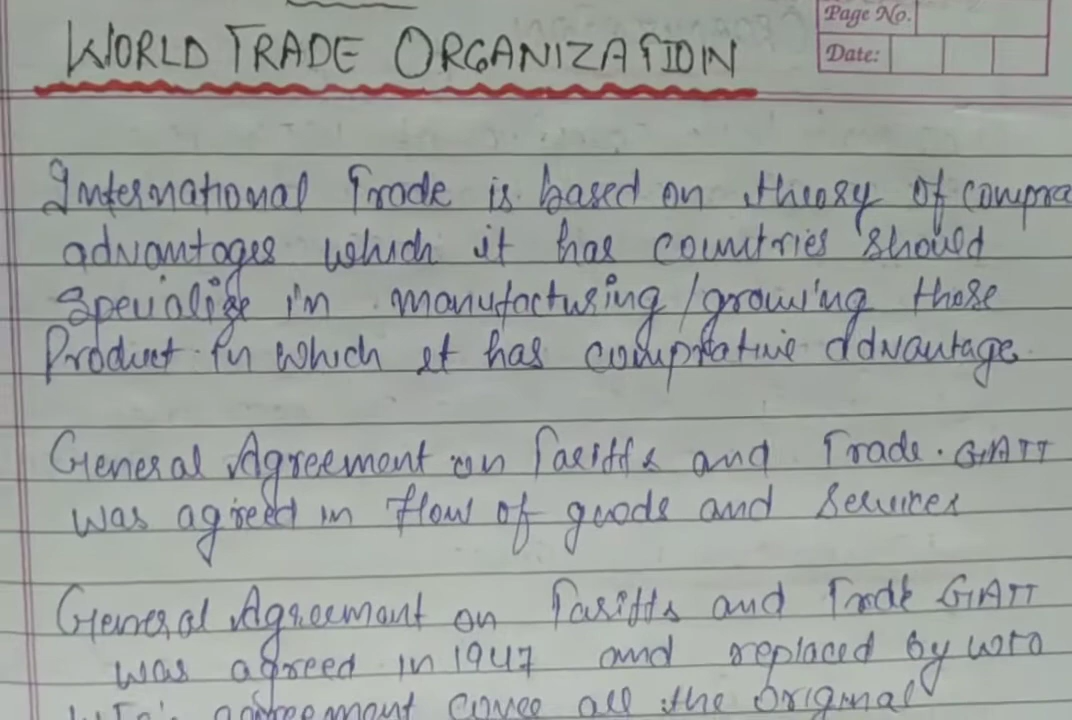 Page No.
Date:
WORLD TRADE ORGANIZATION
International Trade is based on theory of compra
advantages which it has countries should
Specialize in manufacturing/growing those
Product in which it has comprative advantage
General Agreement on Tariffs and Trade. GATT
was agreed in flow of goods and Services
General Agreement on Tariffs and Trade GATT
was agreed in 1947 and replaced by WTO
agreement cover all the original